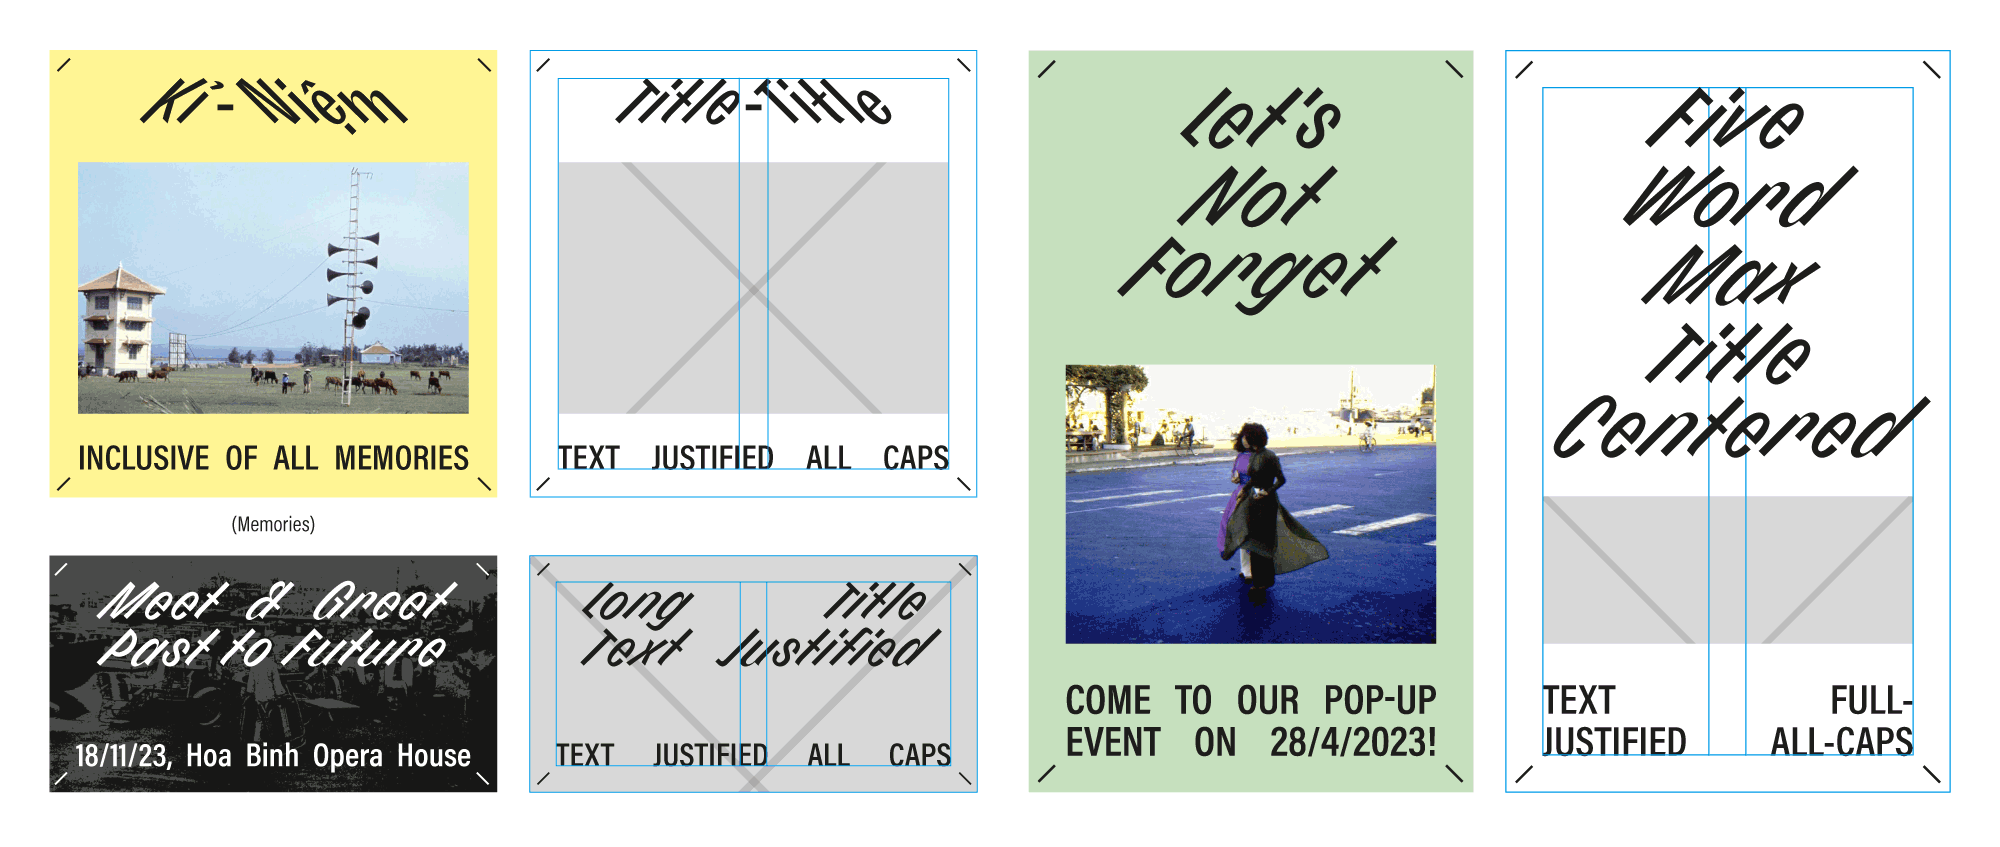 Kỉ-Niệm
INCLUSIVE OF ALL MEMORIES
(Memories)
Title-Title
TEXT JUSTIFIED ALL CAPS
Meet & Greet
Past to Future
18/11/23, Hoa Binh Opera House
Long Title
Text Justified
TEXT JUSTIFIED ALL CAPS
Let's
Not
Forget
COME TO OUR POP-UP
EVENT ON 28/4/2023!
Five
Word
Max
Title
Centered
TEXT FULL-
JUSTIFIED ALL-CAPS